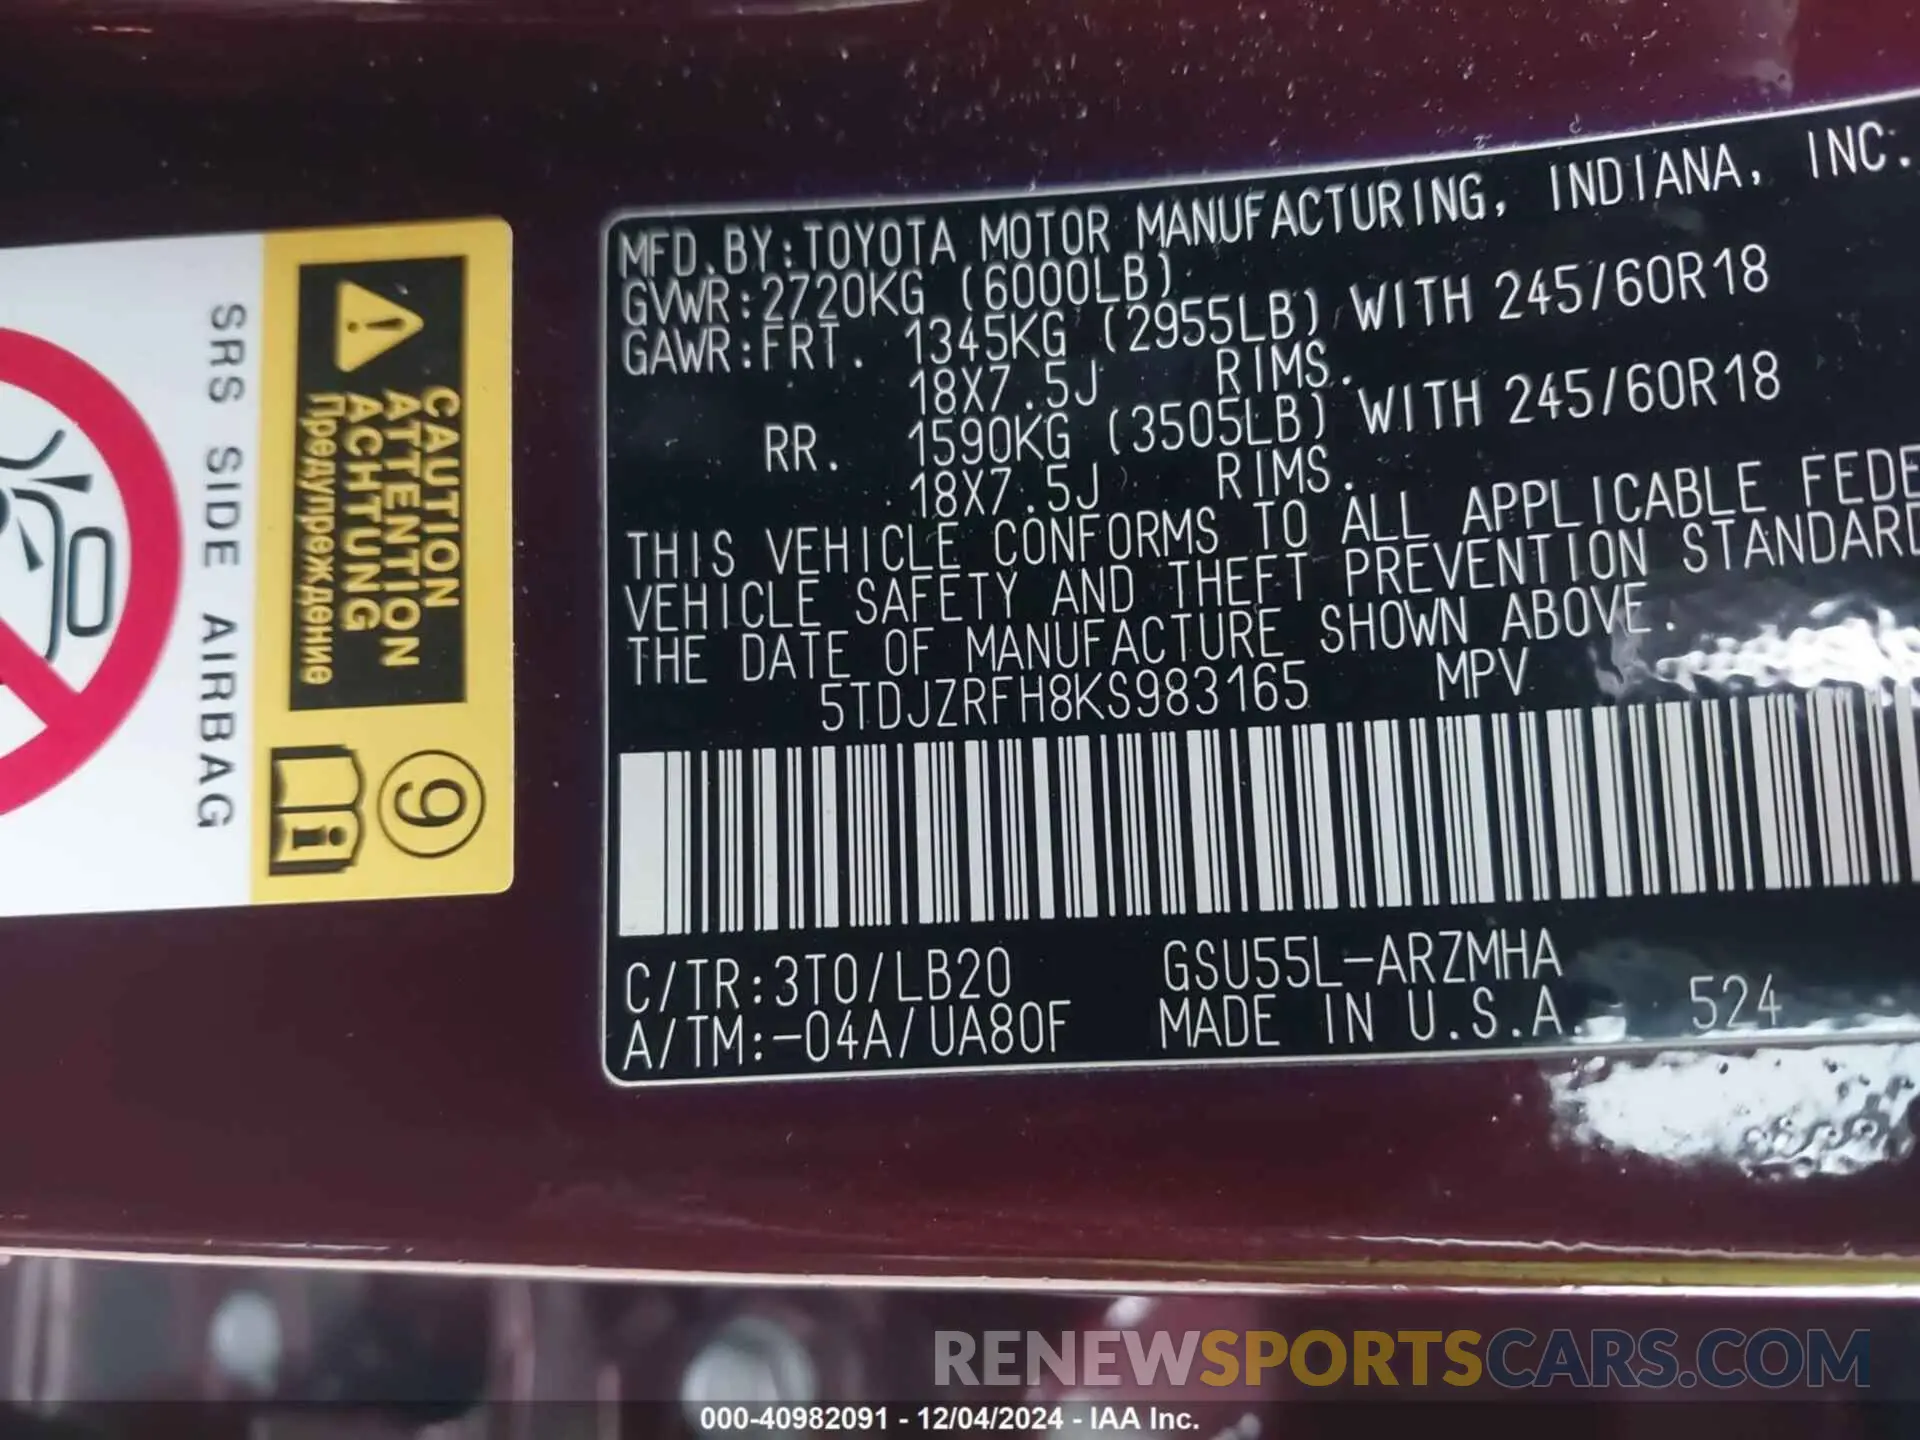 SRS SIDE AIRBAG
CAUTION
ATTENTION
ACHTUNG
Предупреждение
9
MFD.BY:TOYOTA MOTOR MANUFACTURING, INDIANA, INC.
GVWR:2720KG (6000LB)
GAWR:FRT. 1345KG (2955LB) WITH 245/60R18
18X7.5J RIMS.
RR. 1590KG (3505LB) WITH 245/60R18
18X7.5J RIMS.
THIS VEHICLE CONFORMS TO ALL APPLICABLE FEDE
VEHICLE SAFETY AND THEFT PREVENTION STANDARD
THE DATE OF MANUFACTURE SHOWN ABOVE.
5TDJZRFH8KS983165 MPV
C/TR:3T0/LB20 GSU55L-ARZMHA
A/TM:-04A/UA80F MADE IN U.S.A. 524
RENEWSPORTSCARS.COM
000-40982091 - 12/04/2024 - IAA Inc.